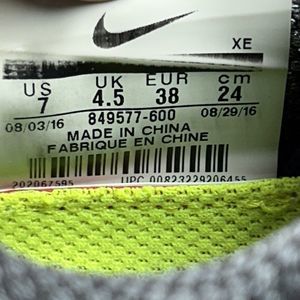 XE
US UK EUR cm
7 4.5 38 24
08/03/16 849577-600 08/29/16
MADE IN CHINA
FABRIQUE EN CHINE
202067595 UPC 00823229206455